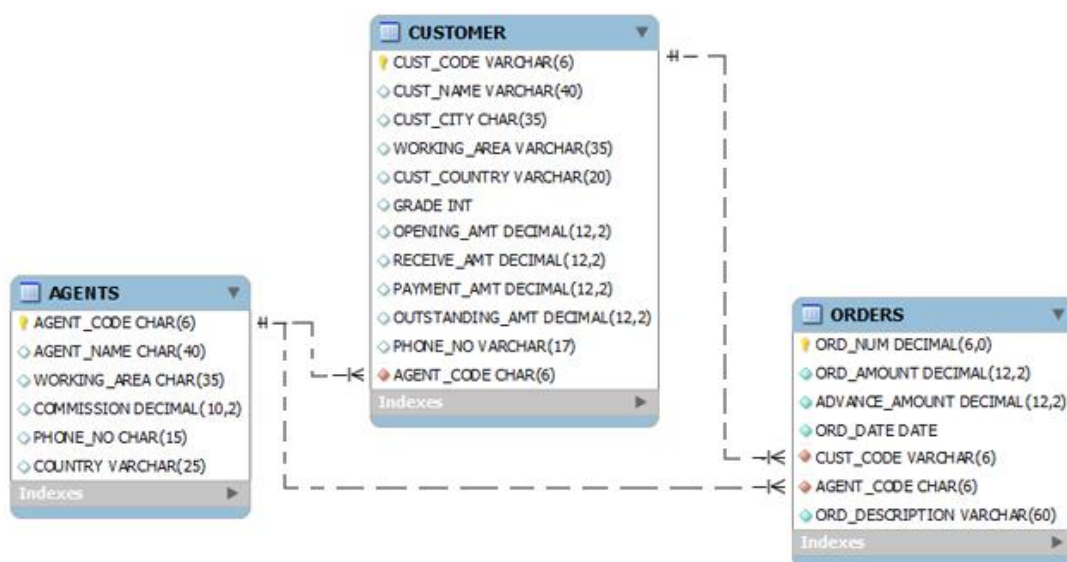 CUSTOMER
CUST_CODE VARCHAR(6)
CUST_NAME VARCHAR(40)
CUST_CITY CHAR(35)
WORKING_AREA VARCHAR(35)
CUST_COUNTRY VARCHAR(20)
GRADE INT
OPENING_AMT DECIMAL(12,2)
RECEIVE_AMT DECIMAL(12,2)
PAYMENT_AMT DECIMAL(12,2)
OUTSTANDING_AMT DECIMAL(12,2)
PHONE_NO VARCHAR(17)
AGENT_CODE CHAR(6)
Indexes
AGENTS
AGENT_CODE CHAR(6)
AGENT_NAME CHAR(40)
WORKING_AREA CHAR(35)
COMMISSION DECIMAL(10,2)
PHONE_NO CHAR(15)
COUNTRY VARCHAR(25)
Indexes
ORDERS
ORD_NUM DECIMAL(6,0)
ORD_AMOUNT DECIMAL(12,2)
ADVANCE_AMOUNT DECIMAL(12,2)
ORD_DATE DATE
CUST_CODE VARCHAR(6)
AGENT_CODE CHAR(6)
ORD_DESCRIPTION VARCHAR(60)
Indexes